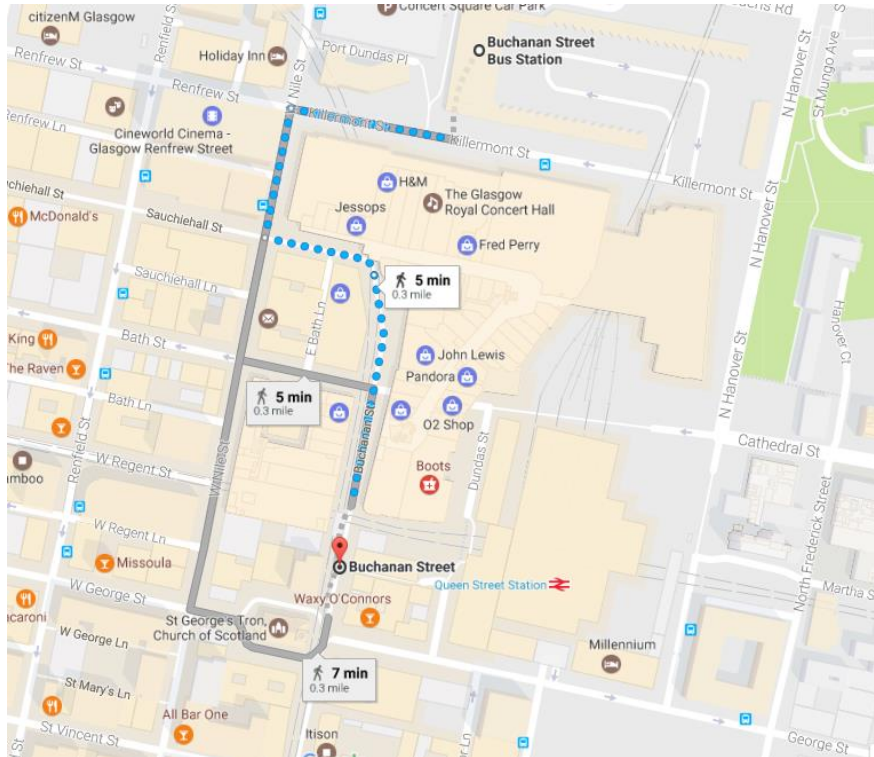 Concert Square Car Park
citizenM Glasgow
Renfrew St
Renfield St
Holiday Inn
Nile St
Port Dundas Pl
Buchanan Street
Bus Station
N Hanover St
St Mungo Ave
Renfrew St
Renfrew Ln
Cineworld Cinema -
Glasgow Renfrew Street
Killermont St
Killermont St
Killermont St
H&M
The Glasgow
Royal Concert Hall
Jessops
Fred Perry
Sauchiehall St
McDonald's
Sauchiehall St
Sauchiehall Ln
5 min
0.3 mile
N Hanover St
Hanover Ct
E Bath Ln
King
Bath St
The Raven
John Lewis
Pandora
5 min
0.3 mile
O2 Shop
Bath Ln
N Hanover St
Renfield St
W Regent St
W Nile St
Buchanan St
Boots
Dundas St
Cathedral St
North Frederick Street
W Regent Ln
Missoula
Buchanan Street
Queen Street Station
Martha S
W George St
Waxy O'Connors
St George's Tron,
Church of Scotland
W George Ln
Millennium
7 min
0.3 mile
St Mary's Ln
All Bar One
St Vincent St
Itison
George St